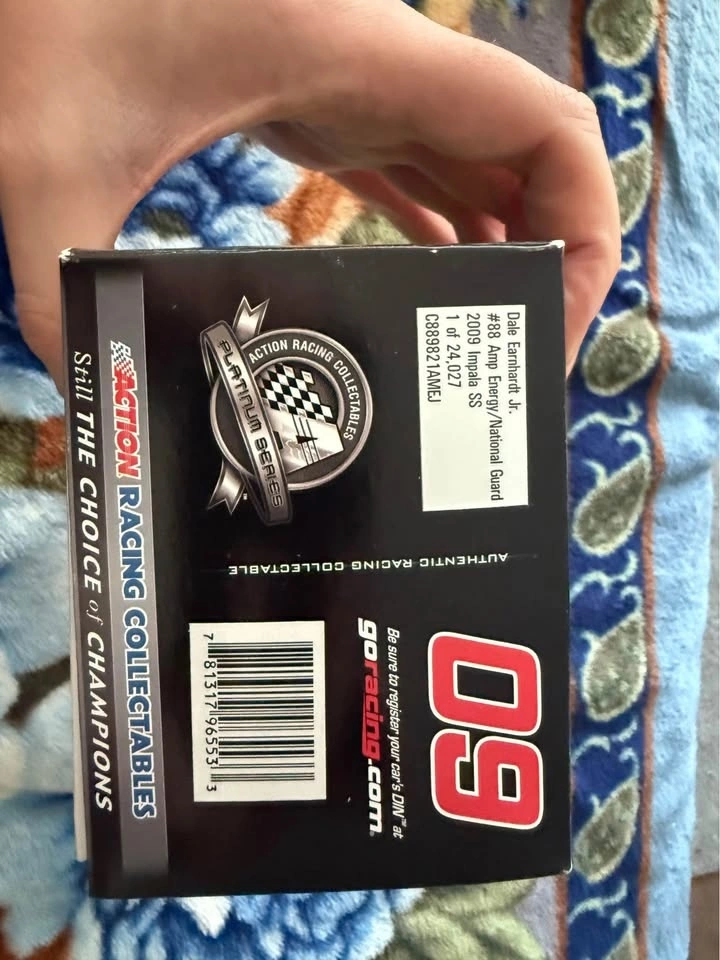 Dale Earnhardt Jr.
#88 Amp Energy/National Guard
2009 Impala SS
1 of 24,027
C889821AMEJ
ACTION RACING COLLECTABLES
PLATINUM SERIES
TM
AUTHENTIC RACING COLLECTABLE
09
Be sure to register your car's DIN™ at
goracing.com®
7 81317 96553 3
ACTION RACING COLLECTABLES
Still THE CHOICE of CHAMPIONS